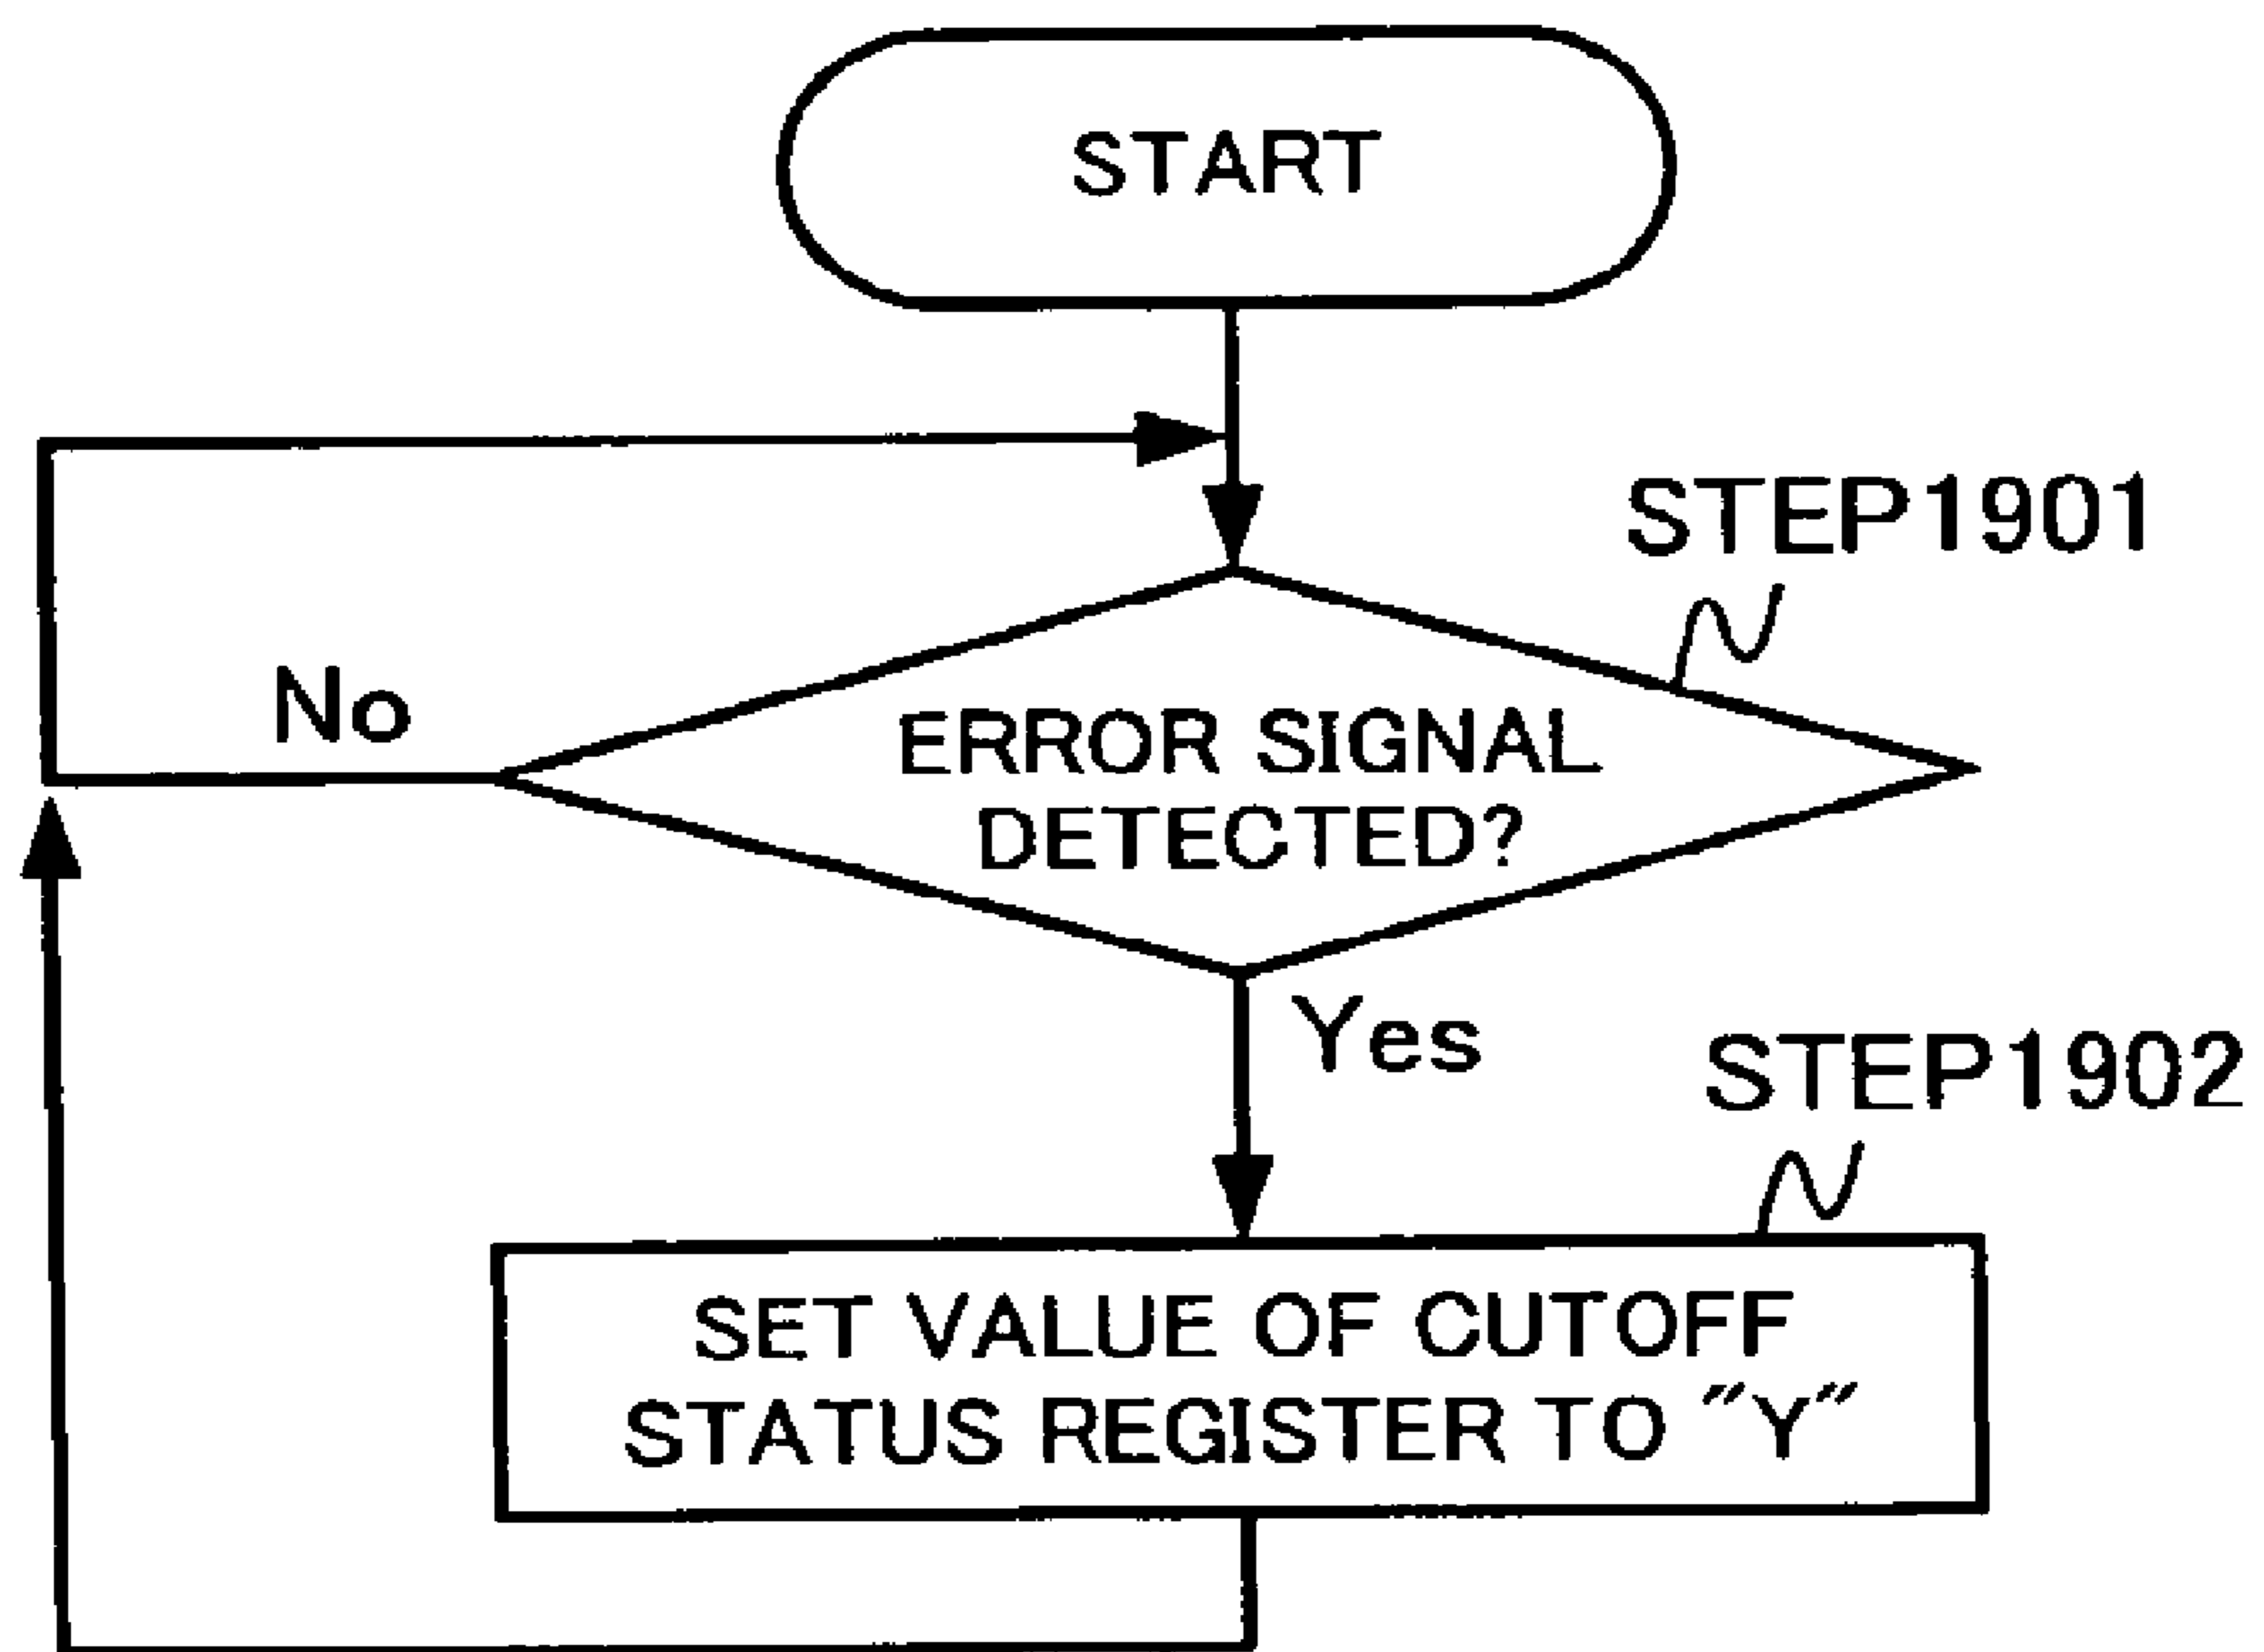 START
STEP1901
No
ERROR SIGNAL
DETECTED?
Yes
STEP1902
SET VALUE OF CUTOFF
STATUS REGISTER TO "Y"